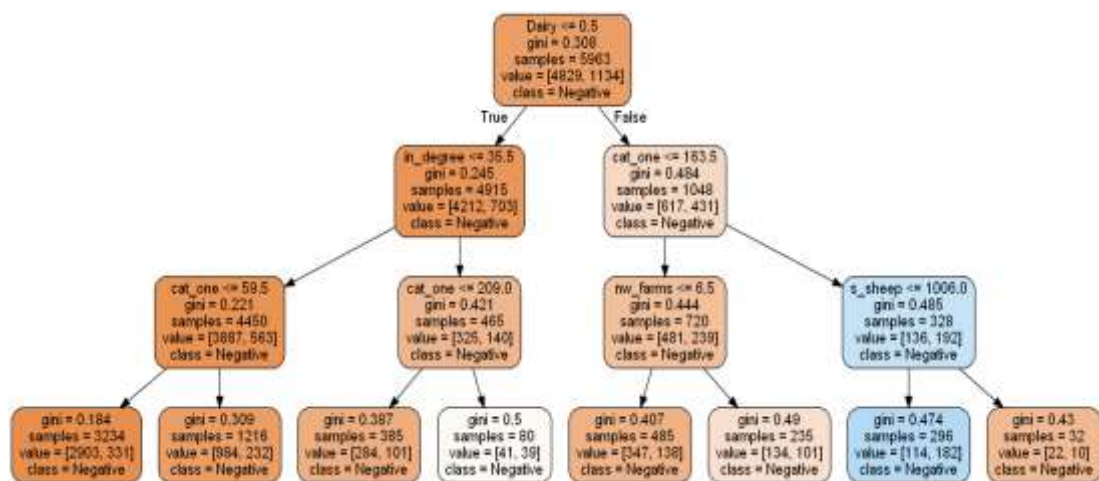 Dairy <= 0.5
gini = 0.308
samples = 5963
value = [4829, 1134]
class = Negative
True
False
in_degree <= 35.5
gini = 0.245
samples = 4915
value = [4212, 703]
class = Negative
cat_one <= 163.5
gini = 0.484
samples = 1048
value = [617, 431]
class = Negative
cat_one <= 59.5
gini = 0.221
samples = 4450
value = [3887, 563]
class = Negative
cat_one <= 209.0
gini = 0.421
samples = 465
value = [325, 140]
class = Negative
nw_farms <= 6.5
gini = 0.444
samples = 720
value = [481, 239]
class = Negative
s_sheep <= 1006.0
gini = 0.485
samples = 328
value = [136, 192]
class = Negative
gini = 0.184
samples = 3234
value = [2903, 331]
class = Negative
gini = 0.309
samples = 1216
value = [984, 232]
class = Negative
gini = 0.387
samples = 385
value = [284, 101]
class = Negative
gini = 0.5
samples = 80
value = [41, 39]
class = Negative
gini = 0.407
samples = 485
value = [347, 138]
class = Negative
gini = 0.49
samples = 235
value = [134, 101]
class = Negative
gini = 0.474
samples = 296
value = [114, 182]
class = Negative
gini = 0.43
samples = 32
value = [22, 10]
class = Negative